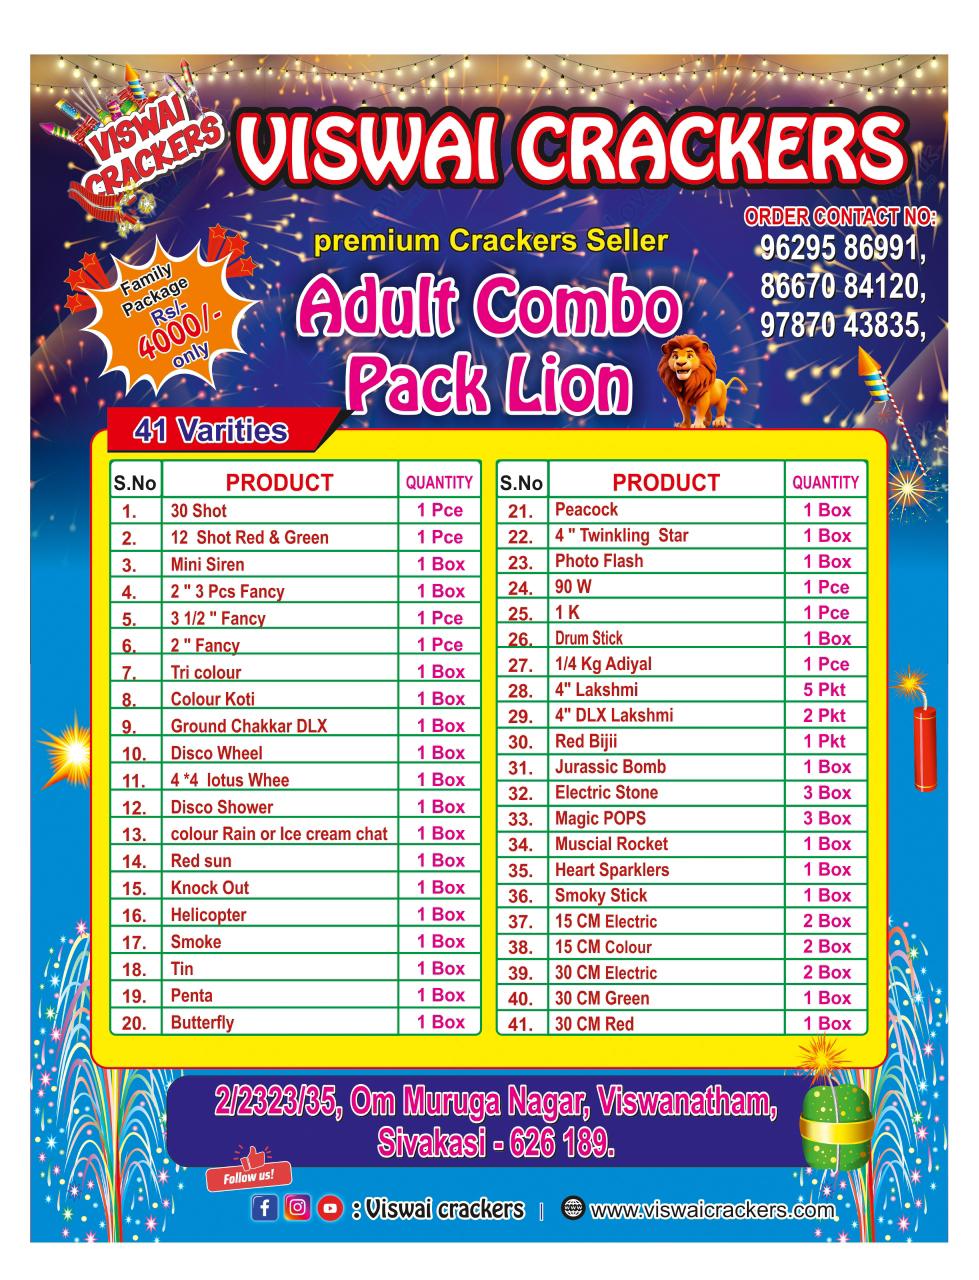 VISWAI
CRACKERS
VISWAI CRACKERS
ORDER CONTACT NO:
96295 86991,
86670 84120,
97870 43835,
premium Crackers Seller
Family
Package
Rs/-
4000/-
only
Adult Combo
Pack Lion
41 Varities
S.No PRODUCT QUANTITY
1. 30 Shot 1 Pce
2. 12 Shot Red & Green 1 Pce
3. Mini Siren 1 Box
4. 2 " 3 Pcs Fancy 1 Box
5. 3 1/2 " Fancy 1 Pce
6. 2 " Fancy 1 Pce
7. Tri colour 1 Box
8. Colour Koti 1 Box
9. Ground Chakkar DLX 1 Box
10. Disco Wheel 1 Box
11. 4 *4 lotus Whee 1 Box
12. Disco Shower 1 Box
13. colour Rain or Ice cream chat 1 Box
14. Red sun 1 Box
15. Knock Out 1 Box
16. Helicopter 1 Box
17. Smoke 1 Box
18. Tin 1 Box
19. Penta 1 Box
20. Butterfly 1 Box
S.No PRODUCT QUANTITY
21. Peacock 1 Box
22. 4 " Twinkling Star 1 Box
23. Photo Flash 1 Box
24. 90 W 1 Pce
25. 1 K 1 Pce
26. Drum Stick 1 Box
27. 1/4 Kg Adiyal 1 Pce
28. 4" Lakshmi 5 Pkt
29. 4" DLX Lakshmi 2 Pkt
30. Red Bijii 1 Pkt
31. Jurassic Bomb 1 Box
32. Electric Stone 3 Box
33. Magic POPS 3 Box
34. Muscial Rocket 1 Box
35. Heart Sparklers 1 Box
36. Smoky Stick 1 Box
37. 15 CM Electric 2 Box
38. 15 CM Colour 2 Box
39. 30 CM Electric 2 Box
40. 30 CM Green 1 Box
41. 30 CM Red 1 Box
2/2323/35, Om Muruga Nagar, Viswanatham,
Sivakasi - 626 189.
Follow us!
: Viswai crackers | www.viswaicrackers.com